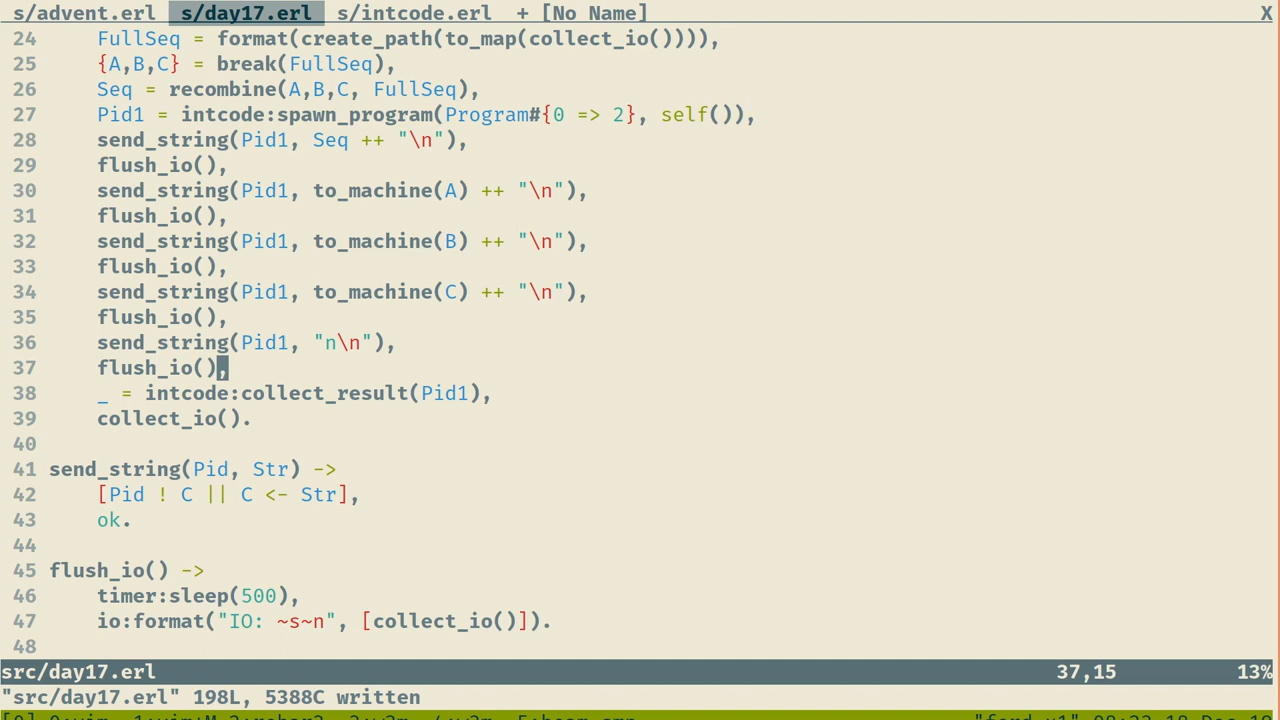 s/advent.erl s/day17.erl s/intcode.erl + [No Name] X
24 FullSeq = format(create_path(to_map(collect_io()))),
25 {A,B,C} = break(FullSeq),
26 Seq = recombine(A,B,C, FullSeq),
27 Pid1 = intcode:spawn_program(Program#{0 => 2}, self()),
28 send_string(Pid1, Seq ++ "\n"),
29 flush_io(),
30 send_string(Pid1, to_machine(A) ++ "\n"),
31 flush_io(),
32 send_string(Pid1, to_machine(B) ++ "\n"),
33 flush_io(),
34 send_string(Pid1, to_machine(C) ++ "\n"),
35 flush_io(),
36 send_string(Pid1, "n\n"),
37 flush_io(),
38 _ = intcode:collect_result(Pid1),
39 collect_io().
40
41 send_string(Pid, Str) ->
42 [Pid ! C || C <- Str],
43 ok.
44
45 flush_io() ->
46 timer:sleep(500),
47 io:format("IO: ~s~n", [collect_io()]).
48
src/day17.erl 37,15 13%
"src/day17.erl" 198L, 5388C written